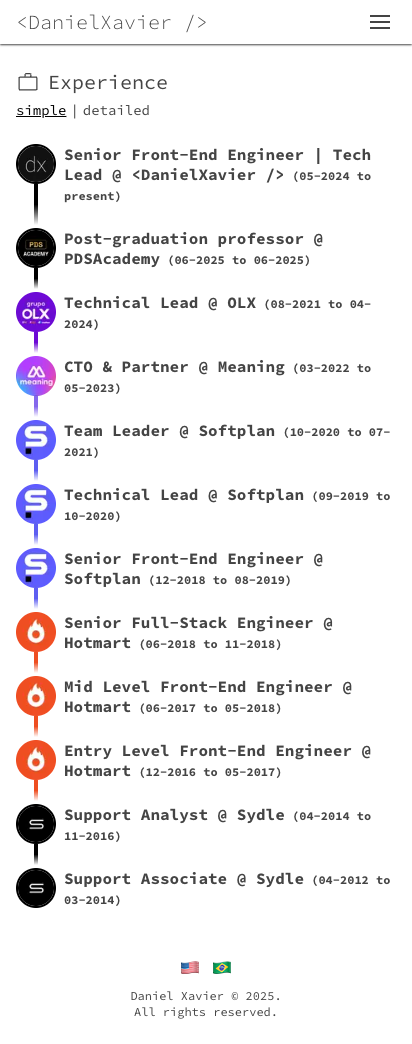 <DanielXavier />
Experience
simple | detailed
dx
Senior Front-End Engineer | Tech
Lead @ <DanielXavier /> (05-2024 to
present)
PDS
ACADEMY
Post-graduation professor @
PDSAcademy (06-2025 to 06-2025)
grupo
OLX
Technical Lead @ OLX (08-2021 to 04-
2024)
meaning
CTO & Partner @ Meaning (03-2022 to
05-2023)
Team Leader @ Softplan (10-2020 to 07-
2021)
Technical Lead @ Softplan (09-2019 to
10-2020)
Senior Front-End Engineer @
Softplan (12-2018 to 08-2019)
Senior Full-Stack Engineer @
Hotmart (06-2018 to 11-2018)
Mid Level Front-End Engineer @
Hotmart (06-2017 to 05-2018)
Entry Level Front-End Engineer @
Hotmart (12-2016 to 05-2017)
Support Analyst @ Sydle (04-2014 to
11-2016)
Support Associate @ Sydle (04-2012 to
03-2014)
Daniel Xavier © 2025.
All rights reserved.